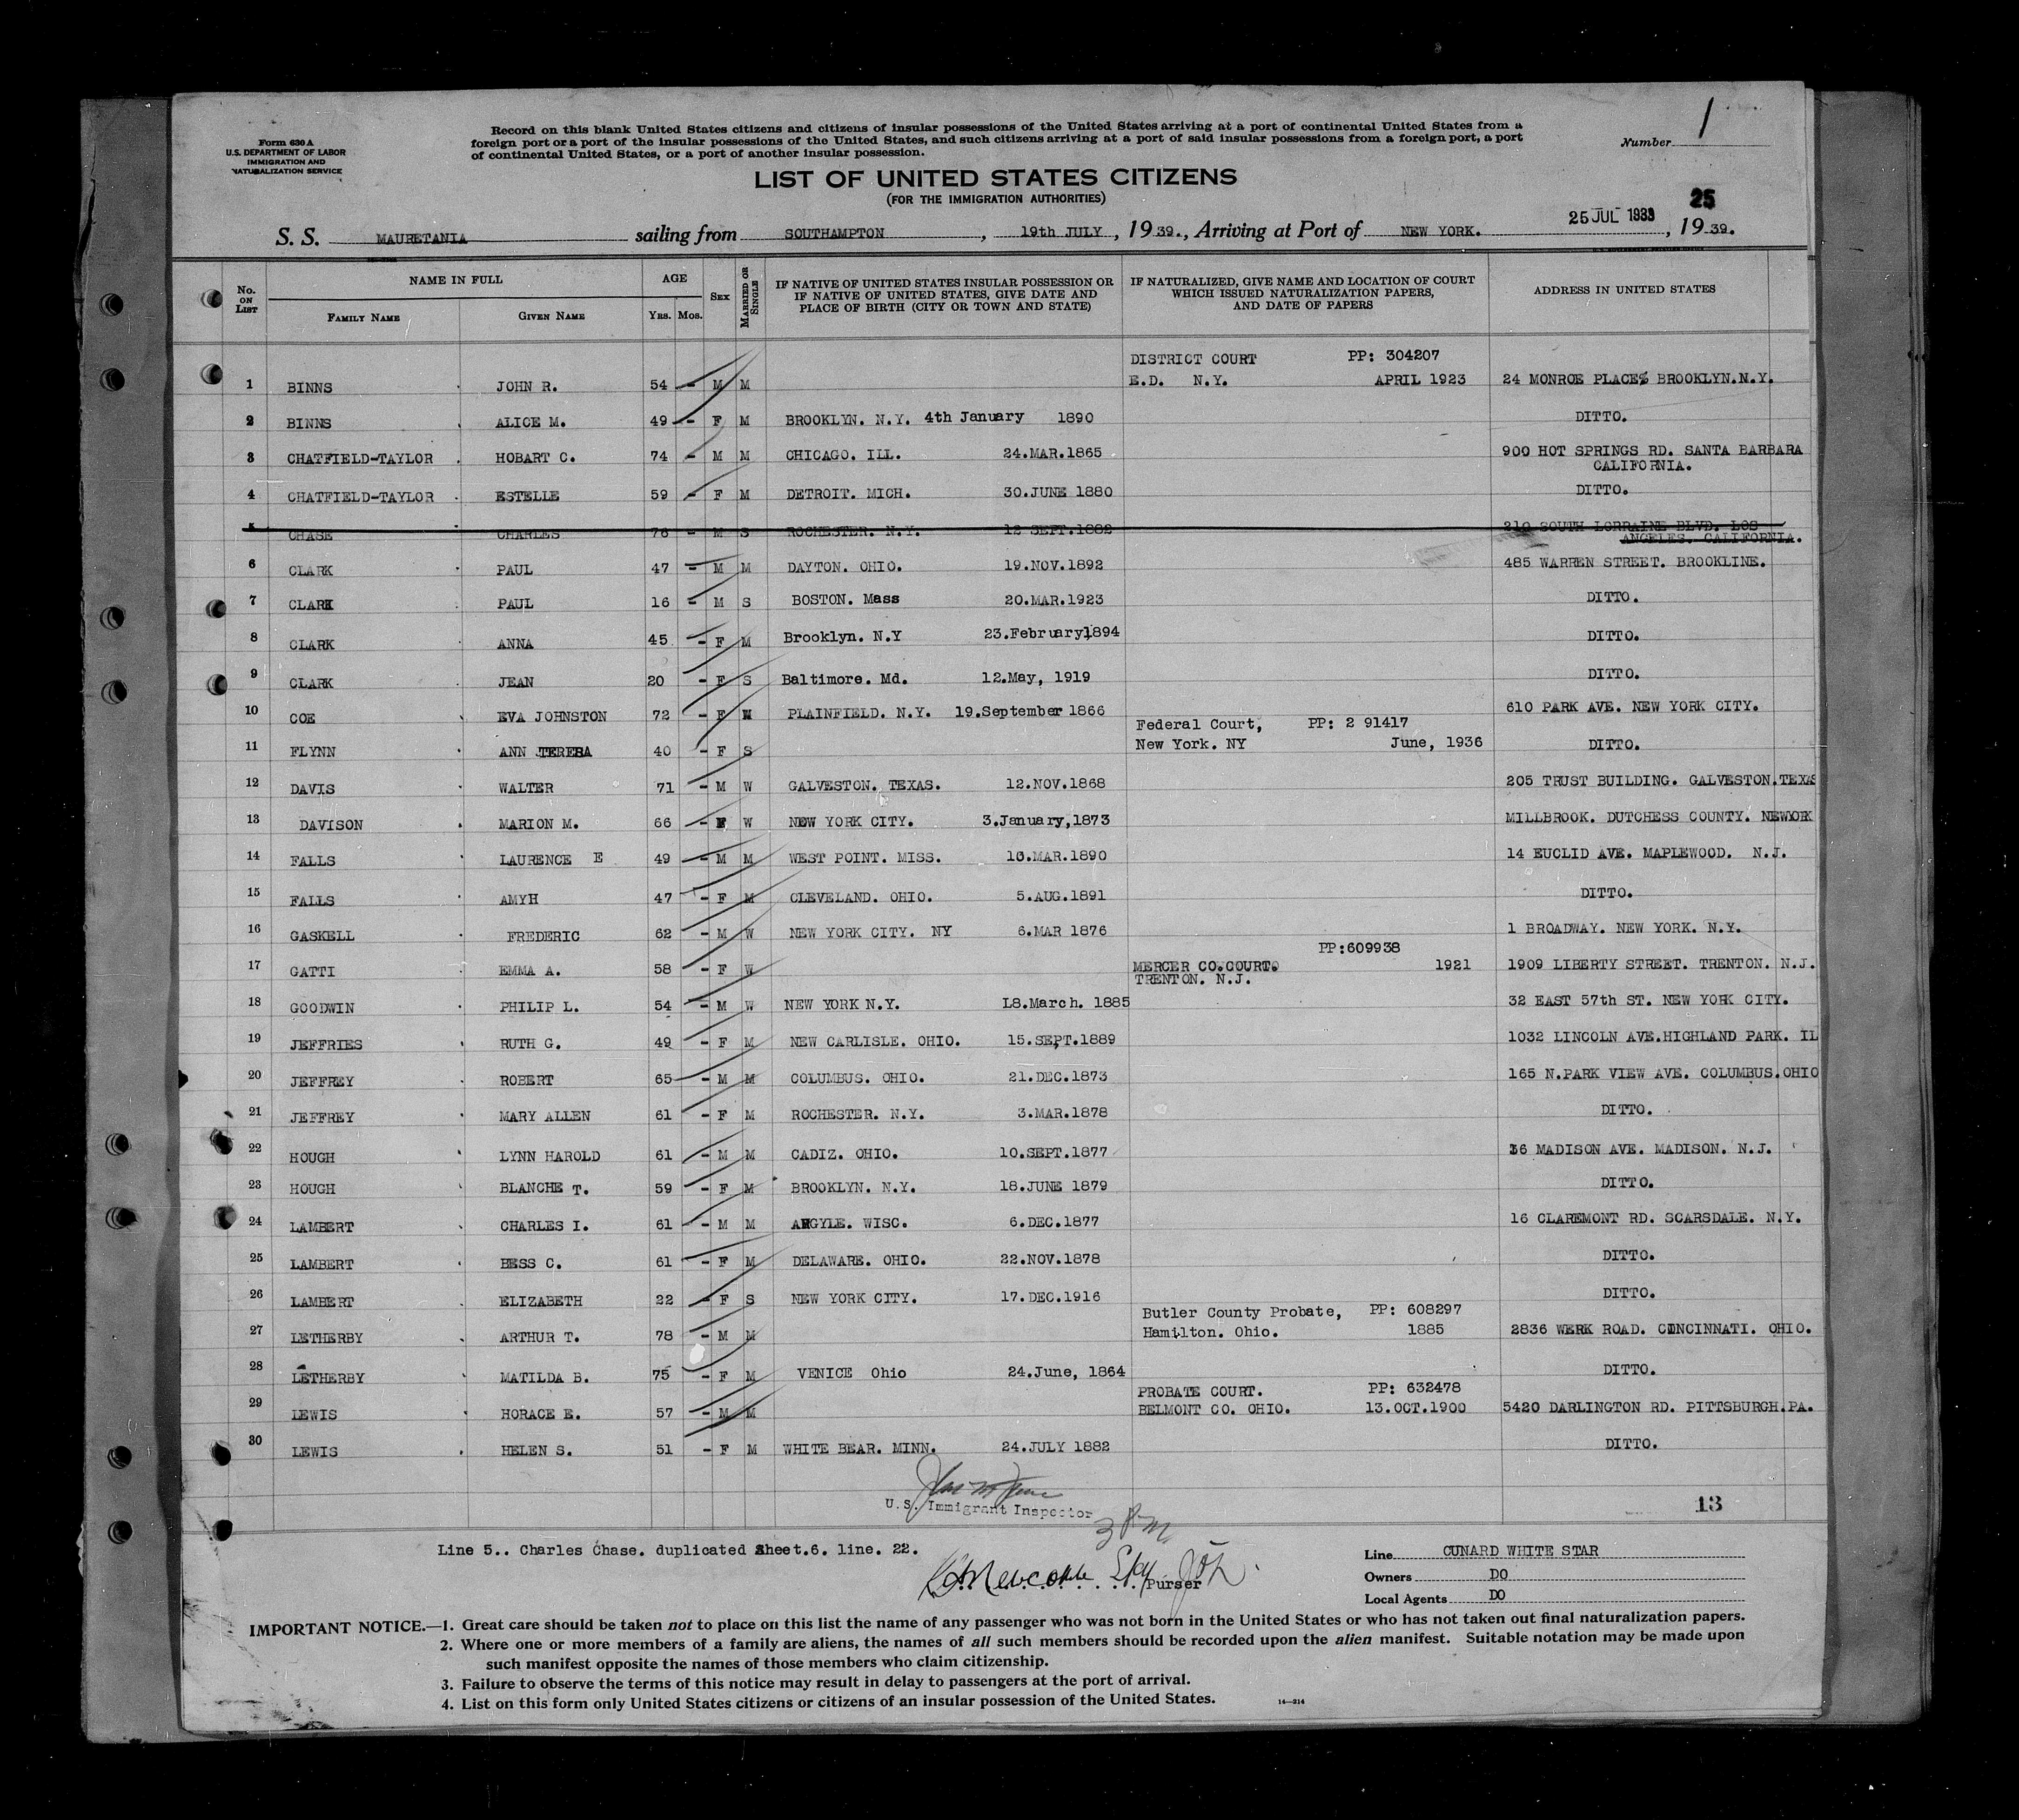 Form 630 A
U.S. DEPARTMENT OF LABOR
IMMIGRATION AND
NATURALIZATION SERVICE
Record on this blank United States citizens and citizens of insular possessions of the United States arriving at a port of continental United States from a
foreign port or a port of the insular possessions of the United States, and such citizens arriving at a port of said insular possessions from a foreign port, a port
of continental United States, or a port of another insular possession.
Number 1
LIST OF UNITED STATES CITIZENS
(FOR THE IMMIGRATION AUTHORITIES)
25
S. S. MAURETANIA sailing from SOUTHAMPTON, 19th JULY, 1939., Arriving at Port of NEW YORK. 25 JUL 1939, 1939.
No. ON LIST
NAME IN FULL
FAMILY NAME GIVEN NAME
AGE
YRS. MOS.
SEX
MARRIED OR SINGLE
IF NATIVE OF UNITED STATES INSULAR POSSESSION OR
IF NATIVE OF UNITED STATES, GIVE DATE AND
PLACE OF BIRTH (CITY OR TOWN AND STATE)
IF NATURALIZED, GIVE NAME AND LOCATION OF COURT
WHICH ISSUED NATURALIZATION PAPERS,
AND DATE OF PAPERS
ADDRESS IN UNITED STATES
DISTRICT COURT PP: 304207
1 BINNS JOHN R. 54 - M M E.D. N.Y. APRIL 1923 24 MONROE PLACE BROOKLYN.N.Y.
2 BINNS ALICE M. 49 - F M BROOKLYN. N.Y. 4th January 1890 DITTO.
3 CHATFIELD-TAYLOR HOBART C. 74 - M M CHICAGO. ILL. 24.MAR.1865 900 HOT SPRINGS RD. SANTA BARBARA
CALIFORNIA.
4 CHATFIELD-TAYLOR ESTELLE 59 - F M DETROIT. MICH. 30.JUNE 1880 DITTO.
5 CHASE CHARLES 76 - M S ROCHESTER. N.Y. 12 SEPT.1882 210 SOUTH LORRAINE BLVD. LOS
ANGELES. CALIFORNIA.
6 CLARK PAUL 47 - M M DAYTON. OHIO. 19.NOV.1892 485 WARREN STREET. BROOKLINE.
7 CLARK PAUL 16 - M S BOSTON. Mass 20.MAR.1923 DITTO.
8 CLARK ANNA 45 - F M Brooklyn. N.Y 23.February,1894 DITTO.
9 CLARK JEAN 20 - F S Baltimore. Md. 12.May, 1919 DITTO.
10 COE EVA JOHNSTON 72 - F M PLAINFIELD. N.Y. 19.September 1866 610 PARK AVE. NEW YORK CITY.
Federal Court, PP: 2 91417
11 FLYNN ANN TERESA 40 - F S New York. NY June, 1936 DITTO.
12 DAVIS WALTER 71 - M W GALVESTON. TEXAS. 12.NOV.1868 205 TRUST BUILDING. GALVESTON.TEXAS
13 DAVISON MARION M. 66 - F W NEW YORK CITY. 3.January,1873 MILLBROOK. DUTCHESS COUNTY. NEWYORK
14 FALLS LAURENCE E 49 - M M WEST POINT. MISS. 16.MAR.1890 14 EUCLID AVE. MAPLEWOOD. N.J.
15 FALLS AMYH 47 - F M CLEVELAND. OHIO. 5.AUG.1891 DITTO.
16 GASKELL FREDERIC 62 - M W NEW YORK CITY. NY 6.MAR 1876 1 BROADWAY. NEW YORK. N.Y.
PP:609938
17 GATTI EMMA A. 58 - F W MERCER CO.COURT. 1921 1909 LIBERTY STREET. TRENTON. N.J.
TRENTON. N.J.
18 GOODWIN PHILIP L. 54 - M W NEW YORK N.Y. 18.March. 1885 32 EAST 57th ST. NEW YORK CITY.
19 JEFFRIES RUTH G. 49 - F M NEW CARLISLE. OHIO. 15.SEPT.1889 1032 LINCOLN AVE.HIGHLAND PARK. IL
20 JEFFREY ROBERT 65 - M M COLUMBUS. OHIO. 21.DEC.1873 165 N.PARK VIEW AVE. COLUMBUS.OHIO
21 JEFFREY MARY ALLEN 61 - F M ROCHESTER. N.Y. 3.MAR.1878 DITTO.
22 HOUGH LYNN HAROLD 61 - M M CADIZ. OHIO. 10.SEPT.1877 36 MADISON AVE. MADISON. N.J.
23 HOUGH BLANCHE T. 59 - F M BROOKLYN. N.Y. 18.JUNE 1879 DITTO.
24 LAMBERT CHARLES I. 61 - M M ARGYLE. WISC. 6.DEC.1877 16 CLAREMONT RD. SCARSDALE. N.Y.
25 LAMBERT BESS C. 61 - F M DELAWARE. OHIO. 22.NOV.1878 DITTO.
26 LAMBERT ELIZABETH 22 - F S NEW YORK CITY. 17.DEC.1916 DITTO.
Butler County Probate, PP: 608297
27 LETHERBY ARTHUR T. 78 - M M Hamilton. Ohio. 1885 2836 WERK ROAD. CINCINNATI. OHIO.
28 LETHERBY MATILDA B. 75 - F M VENICE Ohio 24.June, 1864 DITTO.
PROBATE COURT. PP: 632478
29 LEWIS HORACE E. 57 - M M BELMONT CO. OHIO. 13.OCT.1900 5420 DARLINGTON RD. PITTSBURGH.PA.
30 LEWIS HELEN S. 51 - F M WHITE BEAR. MINN. 24.JULY 1882 DITTO.
U.S. Immigrant Inspector
13
3 PM
Line 5.. Charles Chase. duplicated Sheet.6. line. 22.
Purser
Line CUNARD WHITE STAR
Owners DO
Local Agents DO
IMPORTANT NOTICE.—1. Great care should be taken not to place on this list the name of any passenger who was not born in the United States or who has not taken out final naturalization papers.
2. Where one or more members of a family are aliens, the names of all such members should be recorded upon the alien manifest. Suitable notation may be made upon
such manifest opposite the names of those members who claim citizenship.
3. Failure to observe the terms of this notice may result in delay to passengers at the port of arrival.
4. List on this form only United States citizens or citizens of an insular possession of the United States.
14—214